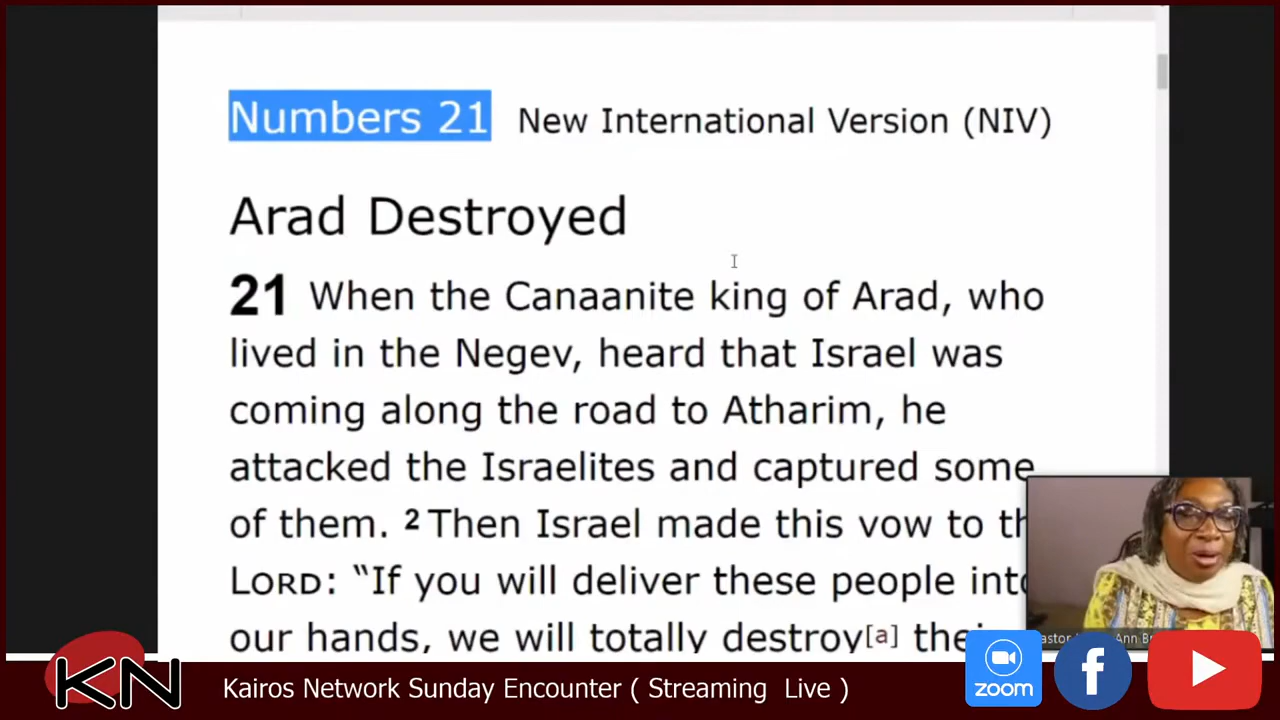 Numbers 21 New International Version (NIV)
Arad Destroyed
21 When the Canaanite king of Arad, who
lived in the Negev, heard that Israel was
coming along the road to Atharim, he
attacked the Israelites and captured some
of them. 2 Then Israel made this vow to
LORD: “If you will deliver these people
our hands, we will totally destroy[a]
Ann
KN
Kairos Network Sunday Encounter ( Streaming Live )
zoom
f